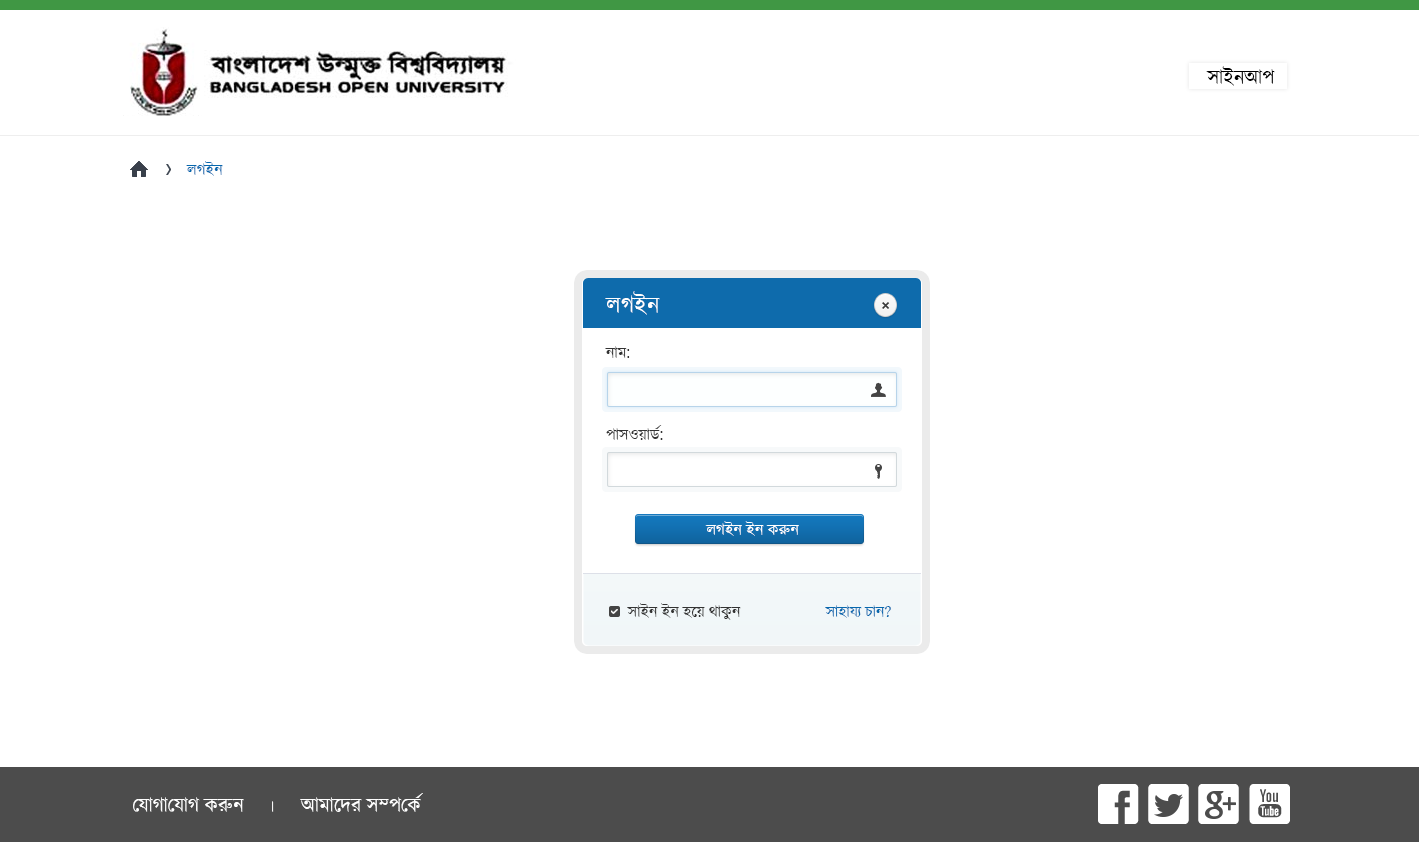 বাংলাদেশ উন্মুক্ত বিশ্ববিদ্যালয়
BANGLADESH OPEN UNIVERSITY
সাইনআপ
লগইন
লগইন
নাম:
পাসওয়ার্ড:
লগইন ইন করুন
সাইন ইন হয়ে থাকুন
সাহায্য চান?
যোগাযোগ করুন | আমাদের সম্পর্কে
You
Tube